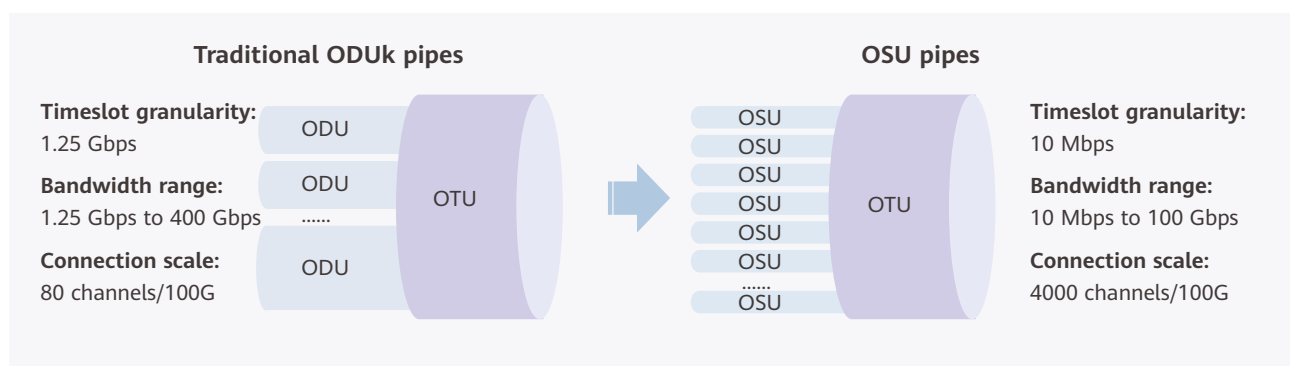 Traditional ODUk pipes
Timeslot granularity:
1.25 Gbps
Bandwidth range:
1.25 Gbps to 400 Gbps
Connection scale:
80 channels/100G
ODU
ODU
......
ODU
OTU
OSU pipes
OSU
OSU
OSU
OSU
OSU
OSU
......
OSU
OTU
Timeslot granularity:
10 Mbps
Bandwidth range:
10 Mbps to 100 Gbps
Connection scale:
4000 channels/100G